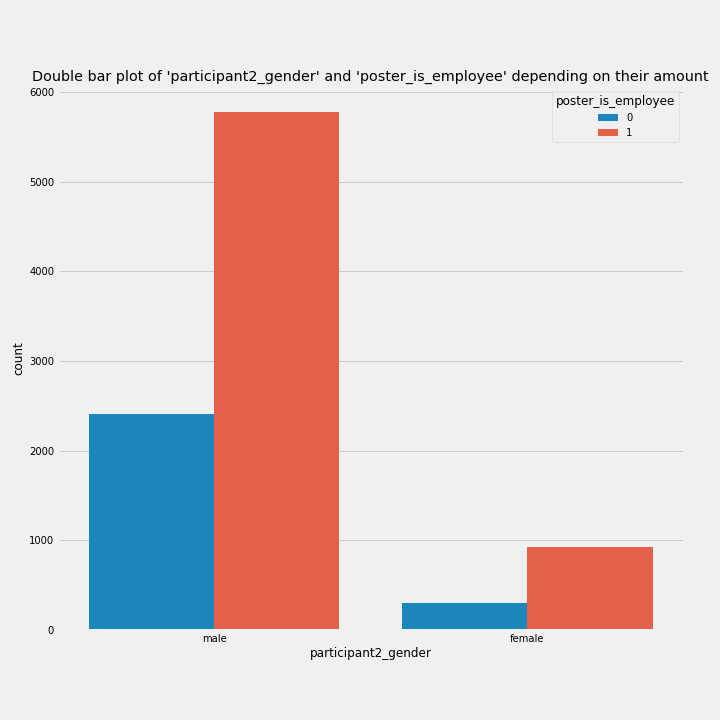 Double bar plot of 'participant2_gender' and 'poster_is_employee' depending on their amount
6000
5000
4000
3000
2000
1000
0
count
poster_is_employee
0
1
male
female
participant2_gender